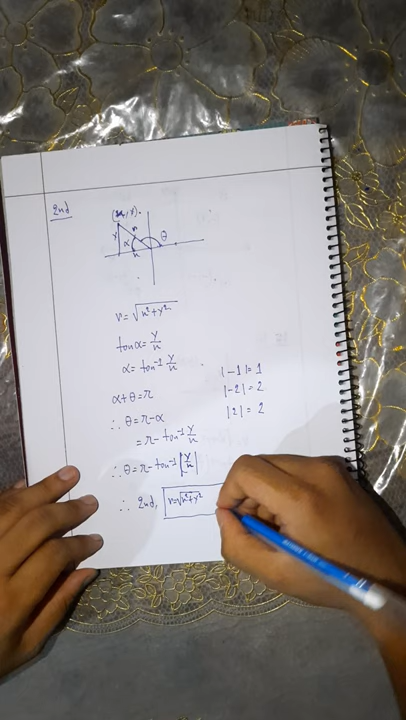 2nd
(x, y)
y r α θ
x
r = √x²+y²
tanα = y/x
α = tan⁻¹ y/x
α+θ=π
∴ θ = π-α
= π- tan⁻¹ y/x
∴ θ = π- tan⁻¹ |y/x|
∴ 2nd, r=√x²+y²
|-1| = 1
|-2| = 2
|2| = 2